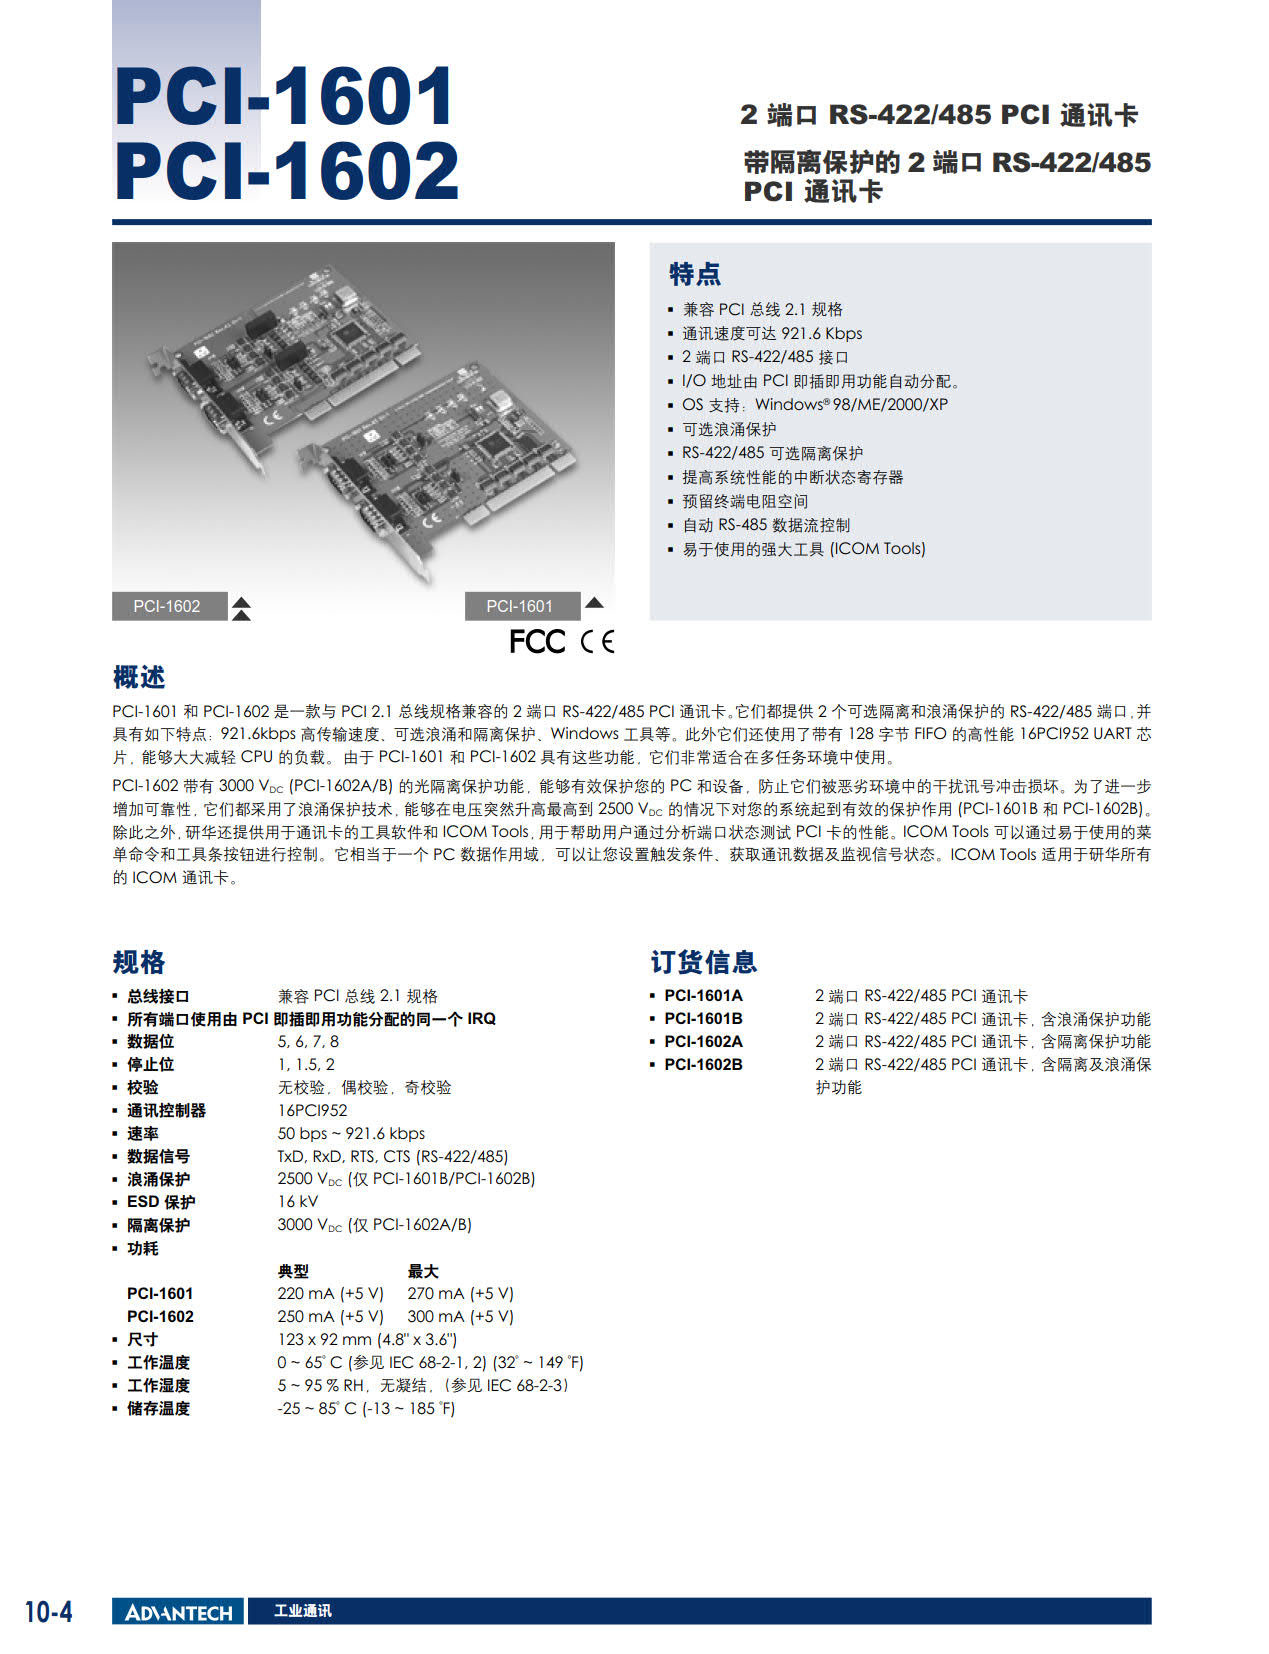 PCI-1601
PCI-1602
2 端口 RS-422/485 PCI 通讯卡
带隔离保护的 2 端口 RS-422/485
PCI 通讯卡
PCI-1602
PCI-1601
FCC CE
特点
▪ 兼容 PCI 总线 2.1 规格
▪ 通讯速度可达 921.6 Kbps
▪ 2 端口 RS-422/485 接口
▪ I/O 地址由 PCI 即插即用功能自动分配。
▪ OS 支持：Windows® 98/ME/2000/XP
▪ 可选浪涌保护
▪ RS-422/485 可选隔离保护
▪ 提高系统性能的中断状态寄存器
▪ 预留终端电阻空间
▪ 自动 RS-485 数据流控制
▪ 易于使用的强大工具 (ICOM Tools)
概述
PCI-1601 和 PCI-1602 是一款与 PCI 2.1 总线规格兼容的 2 端口 RS-422/485 PCI 通讯卡。它们都提供 2 个可选隔离和浪涌保护的 RS-422/485 端口，并
具有如下特点：921.6kbps 高传输速度、可选浪涌和隔离保护、Windows 工具等。此外它们还使用了带有 128 字节 FIFO 的高性能 16PCI952 UART 芯
片，能够大大减轻 CPU 的负载。由于 PCI-1601 和 PCI-1602 具有这些功能，它们非常适合在多任务环境中使用。
PCI-1602 带有 3000 VDC (PCI-1602A/B) 的光隔离保护功能，能够有效保护您的 PC 和设备，防止它们被恶劣环境中的干扰讯号冲击损坏。为了进一步
增加可靠性，它们都采用了浪涌保护技术，能够在电压突然升高最高到 2500 VDC 的情况下对您的系统起到有效的保护作用 (PCI-1601B 和 PCI-1602B)。
除此之外，研华还提供用于通讯卡的工具软件和 ICOM Tools，用于帮助用户通过分析端口状态测试 PCI 卡的性能。ICOM Tools 可以通过易于使用的菜
单命令和工具条按钮进行控制。它相当于一个 PC 数据作用域，可以让您设置触发条件、获取通讯数据及监视信号状态。ICOM Tools 适用于研华所有
的 ICOM 通讯卡。
规格
▪ 总线接口 兼容 PCI 总线 2.1 规格
▪ 所有端口使用由 PCI 即插即用功能分配的同一个 IRQ
▪ 数据位 5, 6, 7, 8
▪ 停止位 1, 1.5, 2
▪ 校验 无校验，偶校验，奇校验
▪ 通讯控制器 16PCI952
▪ 速率 50 bps ~ 921.6 kbps
▪ 数据信号 TxD, RxD, RTS, CTS (RS-422/485)
▪ 浪涌保护 2500 VDC (仅 PCI-1601B/PCI-1602B)
▪ ESD 保护 16 kV
▪ 隔离保护 3000 VDC (仅 PCI-1602A/B)
▪ 功耗
典型 最大
PCI-1601 220 mA (+5 V) 270 mA (+5 V)
PCI-1602 250 mA (+5 V) 300 mA (+5 V)
▪ 尺寸 123 x 92 mm (4.8" x 3.6")
▪ 工作温度 0 ~ 65° C (参见 IEC 68-2-1, 2) (32° ~ 149 °F)
▪ 工作湿度 5 ~ 95 % RH，无凝结，（参见 IEC 68-2-3）
▪ 储存温度 -25 ~ 85° C (-13 ~ 185 °F)
订货信息
▪ PCI-1601A 2 端口 RS-422/485 PCI 通讯卡
▪ PCI-1601B 2 端口 RS-422/485 PCI 通讯卡，含浪涌保护功能
▪ PCI-1602A 2 端口 RS-422/485 PCI 通讯卡，含隔离保护功能
▪ PCI-1602B 2 端口 RS-422/485 PCI 通讯卡，含隔离及浪涌保
护功能
10-4 ADVANTECH 工业通讯